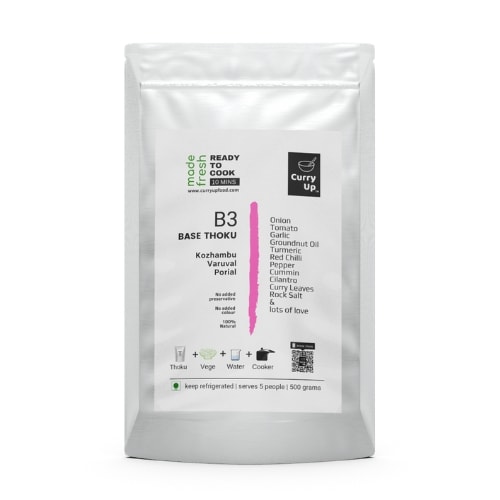 made
fresh
READY
TO
COOK
10 MINS
www.curryupfood.com
Curry
Up
B3
BASE THOKU
Kozhambu
Varuval
Porial
No added
preservative
No added
colour
100%
Natural
Onion
Tomato
Garlic
Groundnut Oil
Turmeric
Red Chilli
Pepper
Cummin
Cilantro
Curry Leaves
Rock Salt
&
lots of love
+ + +
Thoku Vege Water Cooker
keep refrigerated | serves 5 people | 500 grams